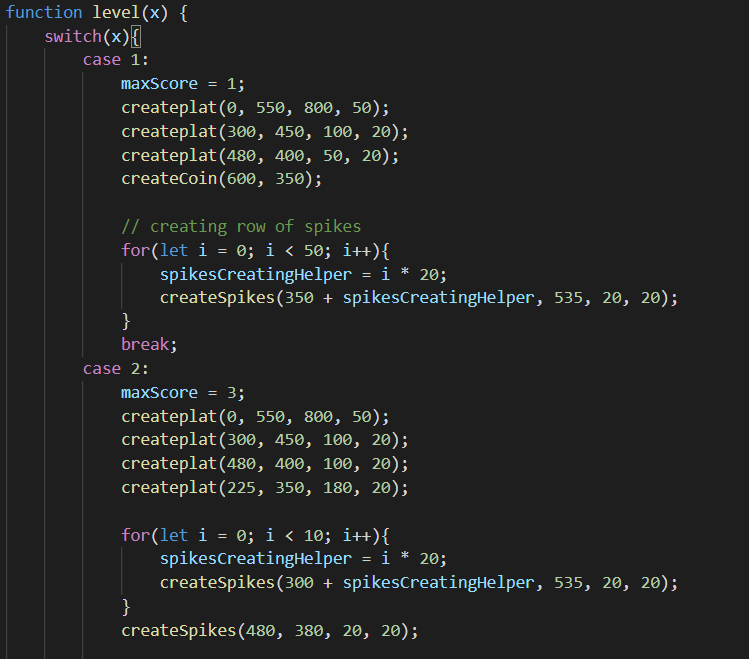 function level(x) {
    switch(x){
        case 1:
            maxScore = 1;
            createplat(0, 550, 800, 50);
            createplat(300, 450, 100, 20);
            createplat(480, 400, 50, 20);
            createCoin(600, 350);

            // creating row of spikes
            for(let i = 0; i < 50; i++){
                spikesCreatingHelper = i * 20;
                createSpikes(350 + spikesCreatingHelper, 535, 20, 20);
            }
            break;
        case 2:
            maxScore = 3;
            createplat(0, 550, 800, 50);
            createplat(300, 450, 100, 20);
            createplat(480, 400, 100, 20);
            createplat(225, 350, 180, 20);

            for(let i = 0; i < 10; i++){
                spikesCreatingHelper = i * 20;
                createSpikes(300 + spikesCreatingHelper, 535, 20, 20);
            }
            createSpikes(480, 380, 20, 20);